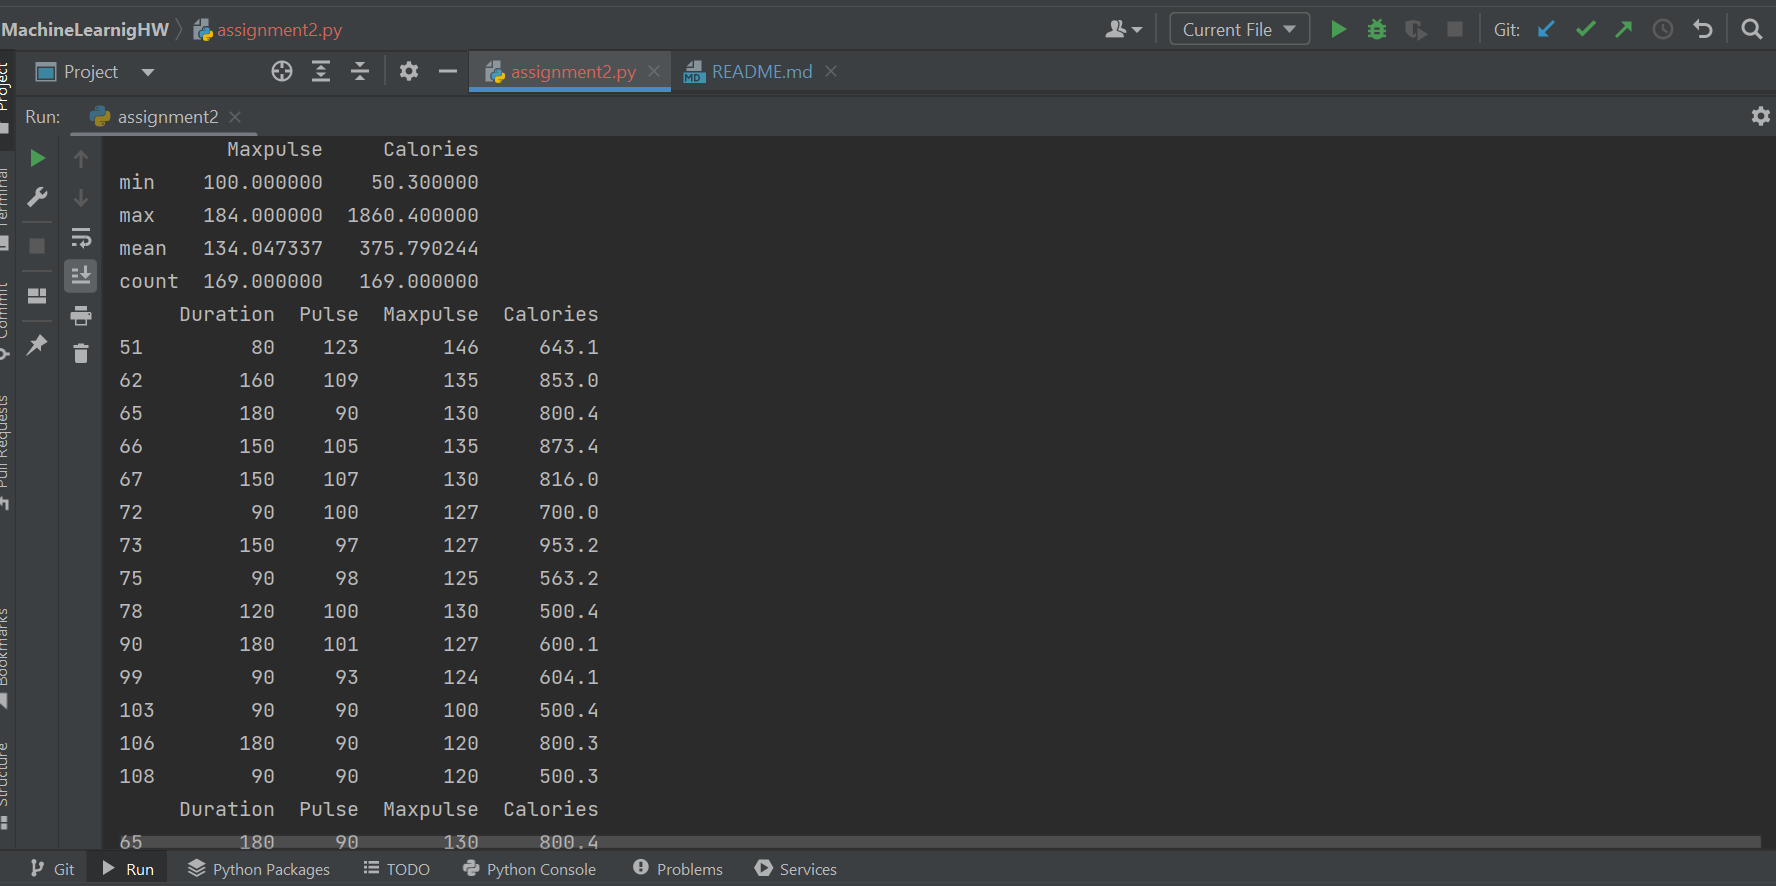 MachineLearnigHW assignment2.py Current File Git:
Project assignment2.py README.md
Project
Run: assignment2
Maxpulse Calories
min 100.000000 50.300000
max 184.000000 1860.400000
mean 134.047337 375.790244
count 169.000000 169.000000
Duration Pulse Maxpulse Calories
51 80 123 146 643.1
62 160 109 135 853.0
65 180 90 130 800.4
66 150 105 135 873.4
67 150 107 130 816.0
72 90 100 127 700.0
73 150 97 127 953.2
75 90 98 125 563.2
78 120 100 130 500.4
90 180 101 127 600.1
99 90 93 124 604.1
103 90 90 100 500.4
106 180 90 120 800.3
108 90 90 120 500.3
Duration Pulse Maxpulse Calories
65 180 90 130 800.4
Terminal
Commit
Pull Requests
Bookmarks
Structure
Git Run Python Packages TODO Python Console Problems Services